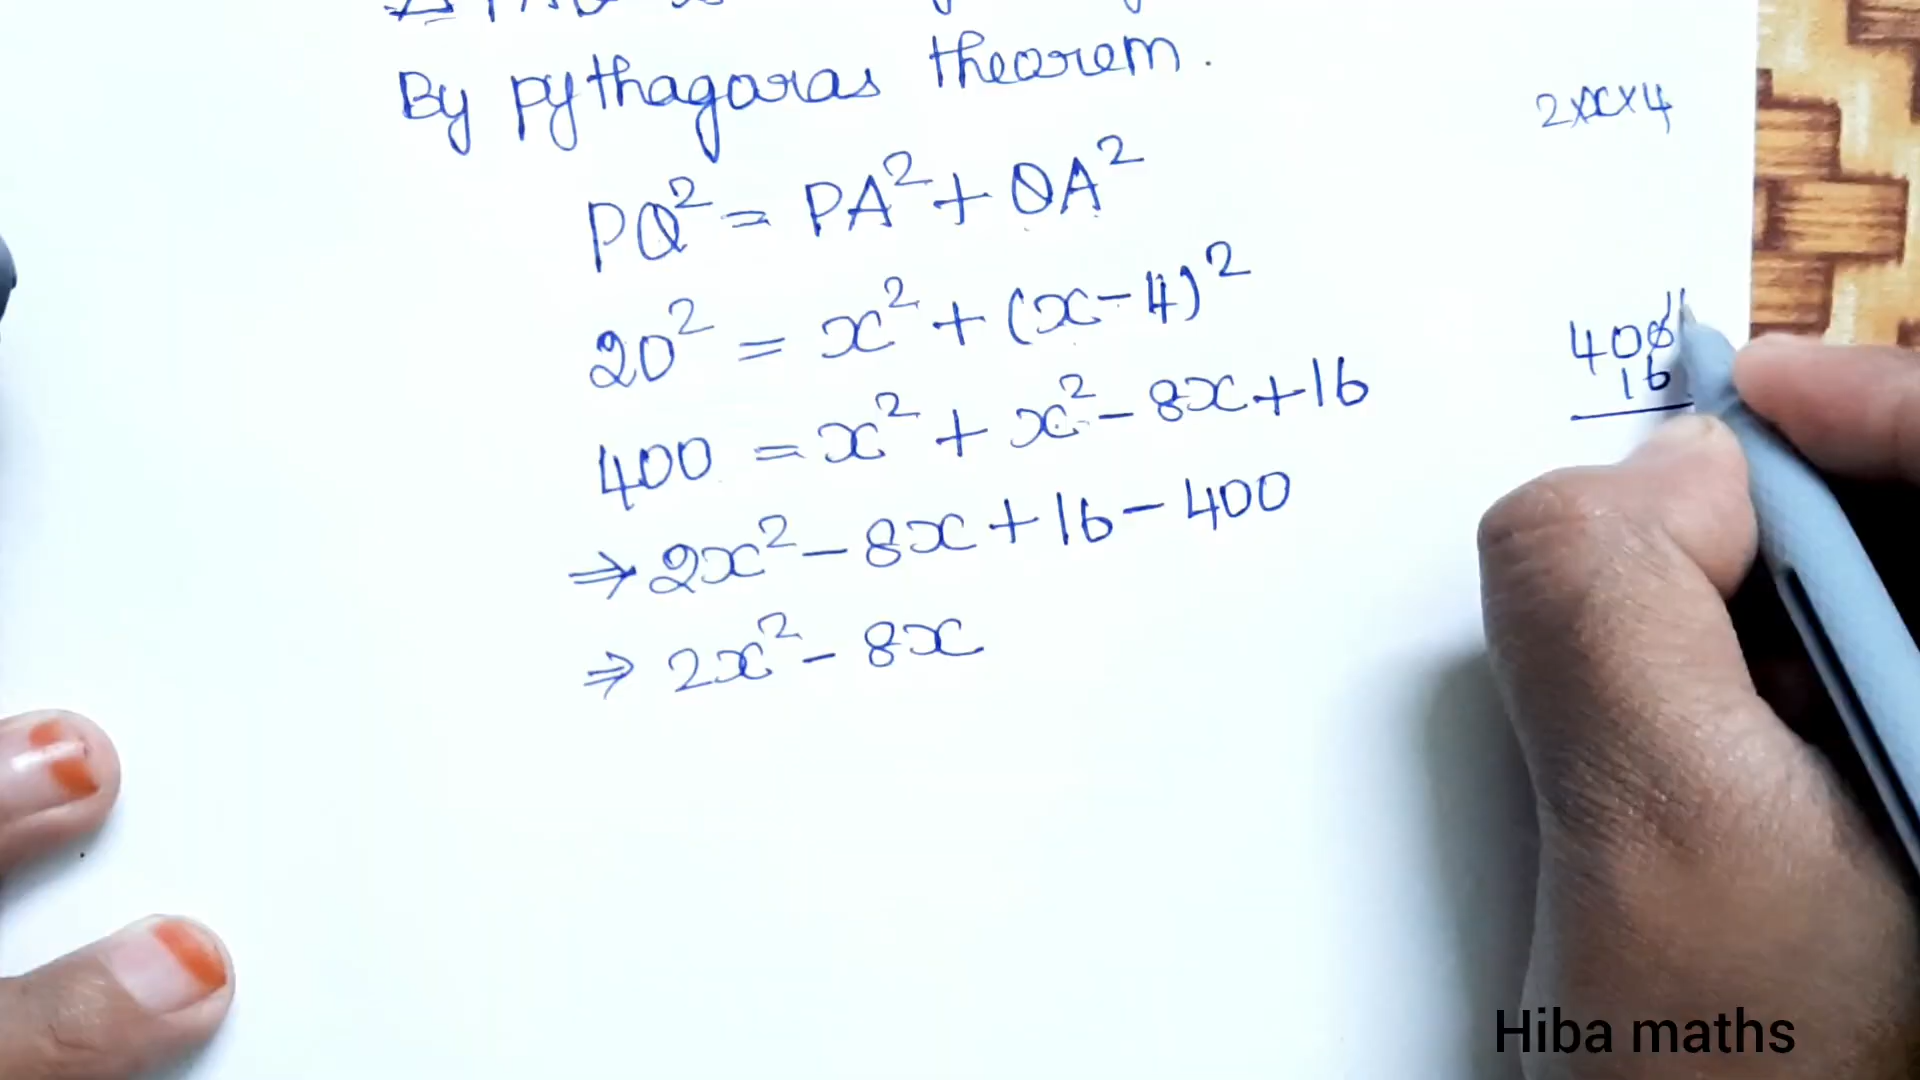 By pythagoras theorem.
2×x×4
PQ² = PA² + QA²
20² = x² + (x-4)²
400
16
400 = x² + x² - 8x + 16
⇒ 2x² - 8x + 16 - 400
⇒ 2x² - 8x
Hiba maths